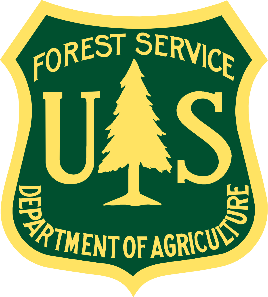 FOREST SERVICE
U S
DEPARTMENT OF AGRICULTURE